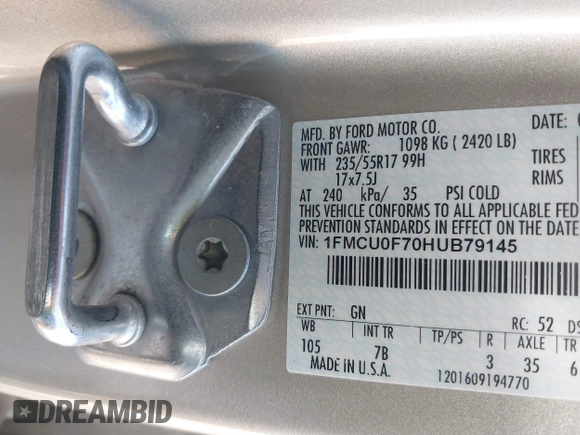 MFD. BY FORD MOTOR CO. DATE:
FRONT GAWR: 1098 KG ( 2420 LB)
WITH 235/55R17 99H TIRES
17x7.5J RIMS
AT 240 kPa/ 35 PSI COLD
THIS VEHICLE CONFORMS TO ALL APPLICABLE FED
PREVENTION STANDARDS IN EFFECT ON THE DATE
VIN: 1FMCU0F70HUB79145
EXT PNT: GN RC: 52 DS
WB INT TR TP/PS R AXLE TR
105 7B 3 35 6
MADE IN U.S.A. 1201609194770
DREAMBID